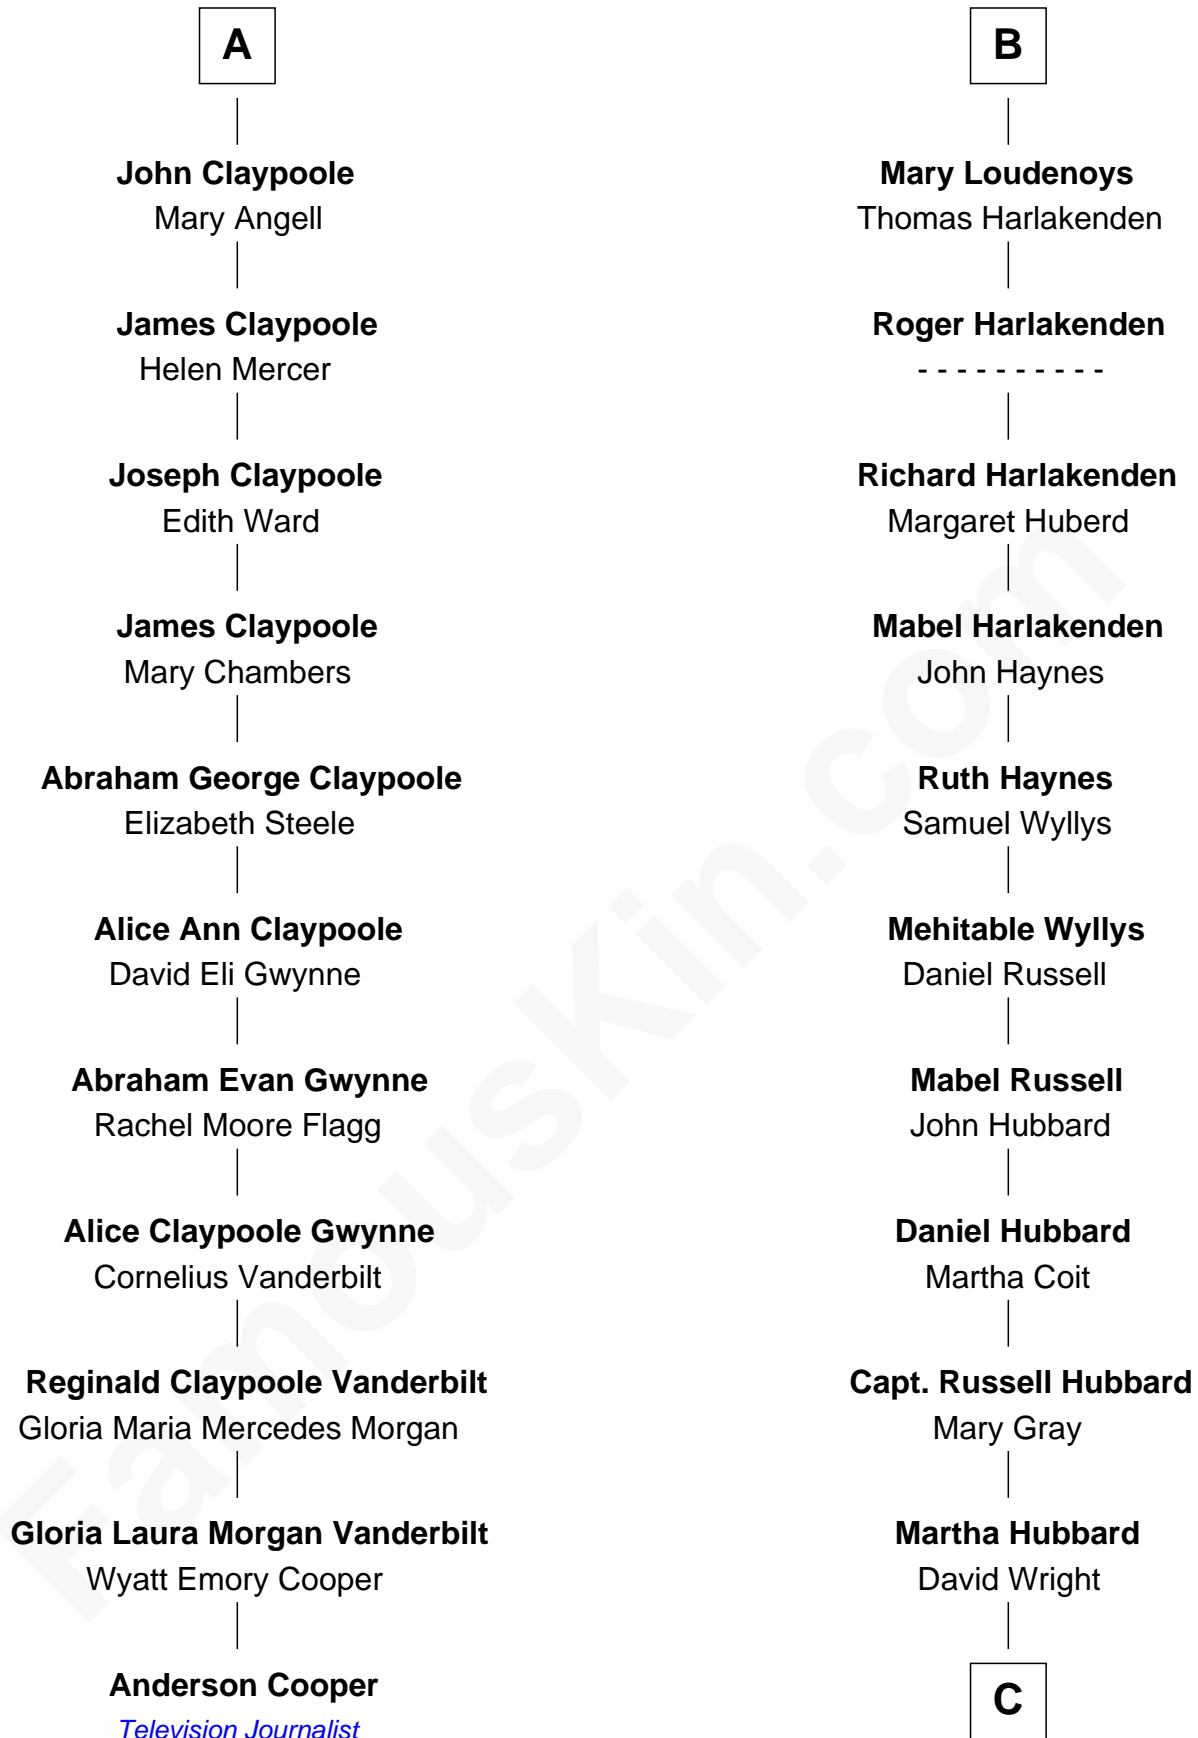 A
John Claypoole
Mary Angell
James Claypoole
Helen Mercer
Joseph Claypoole
Edith Ward
James Claypoole
Mary Chambers
Abraham George Claypoole
Elizabeth Steele
Alice Ann Claypoole
David Eli Gwynne
Abraham Evan Gwynne
Rachel Moore Flagg
Alice Claypoole Gwynne
Cornelius Vanderbilt
Reginald Claypoole Vanderbilt
Gloria Maria Mercedes Morgan
Gloria Laura Morgan Vanderbilt
Wyatt Emory Cooper
Anderson Cooper
Television Journalist
B
Mary Loudenoys
Thomas Harlakenden
Roger Harlakenden
- - - - - - - - - -
Richard Harlakenden
Margaret Huberd
Mabel Harlakenden
John Haynes
Ruth Haynes
Samuel Wyllys
Mehitable Wyllys
Daniel Russell
Mabel Russell
John Hubbard
Daniel Hubbard
Martha Coit
Capt. Russell Hubbard
Mary Gray
Martha Hubbard
David Wright
C
FamousKin.com